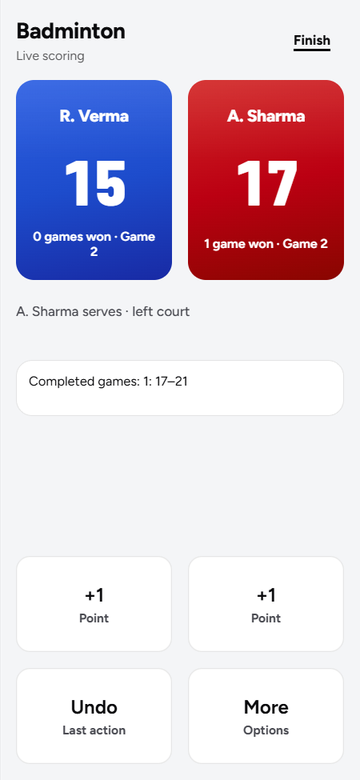 Badminton
Live scoring
Finish
R. Verma
15
0 games won · Game
2
A. Sharma
17
1 game won · Game 2
A. Sharma serves · left court
Completed games: 1: 17–21
+1
Point
+1
Point
Undo
Last action
More
Options